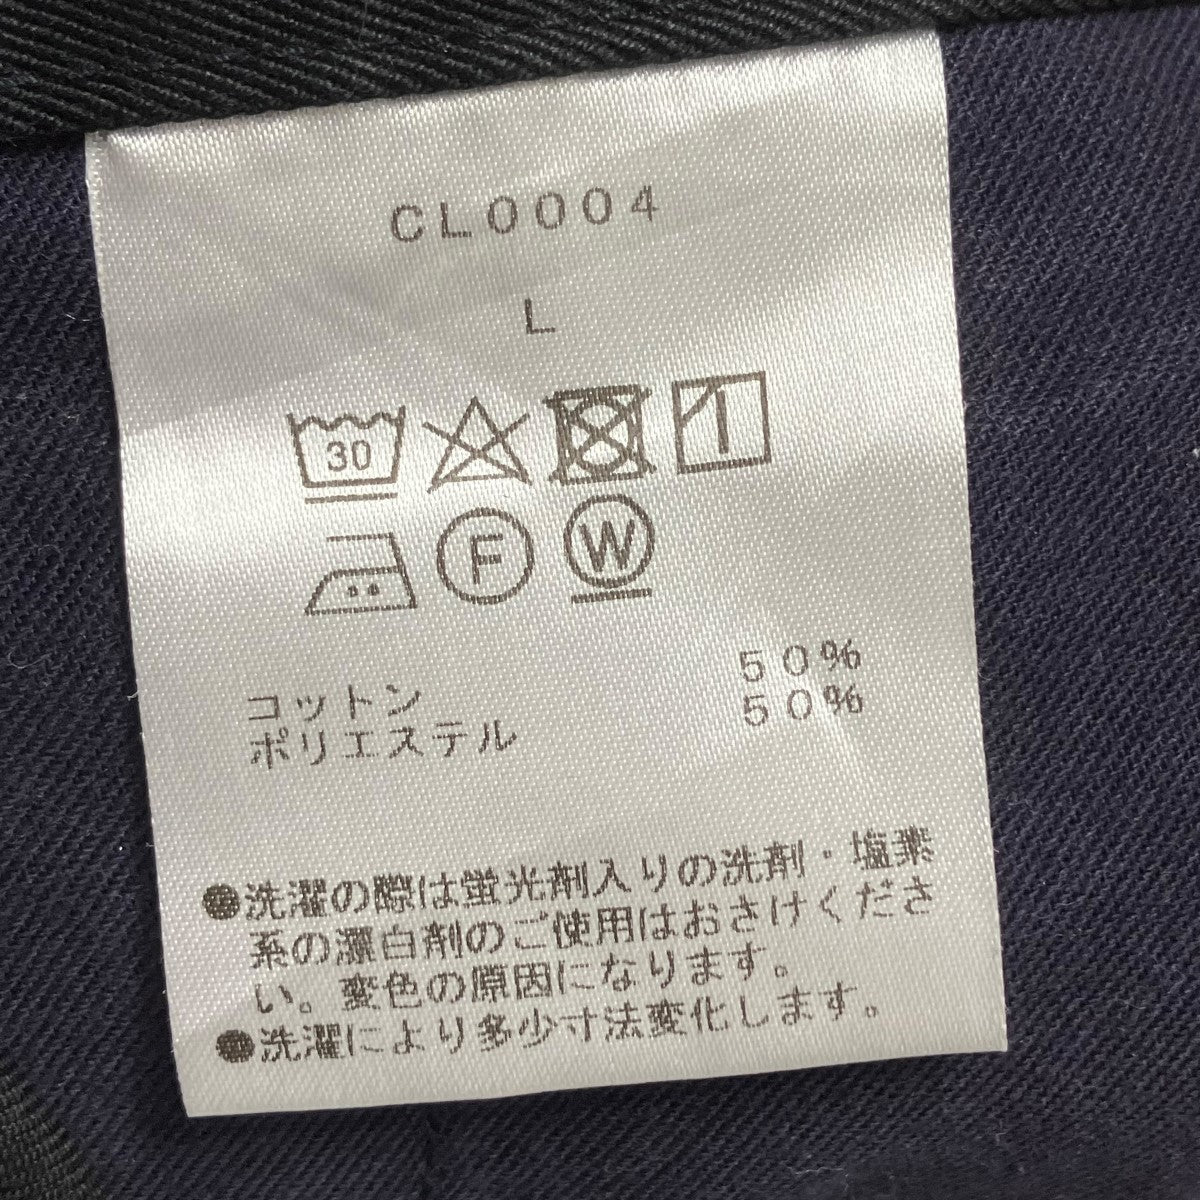 CL0004
L
30
F W
コットン 50%
ポリエステル 50%
●洗濯の際は蛍光剤入りの洗剤・塩素
系の漂白剤のご使用はおさけくださ
い。変色の原因になります。
●洗濯により多少寸法変化します。